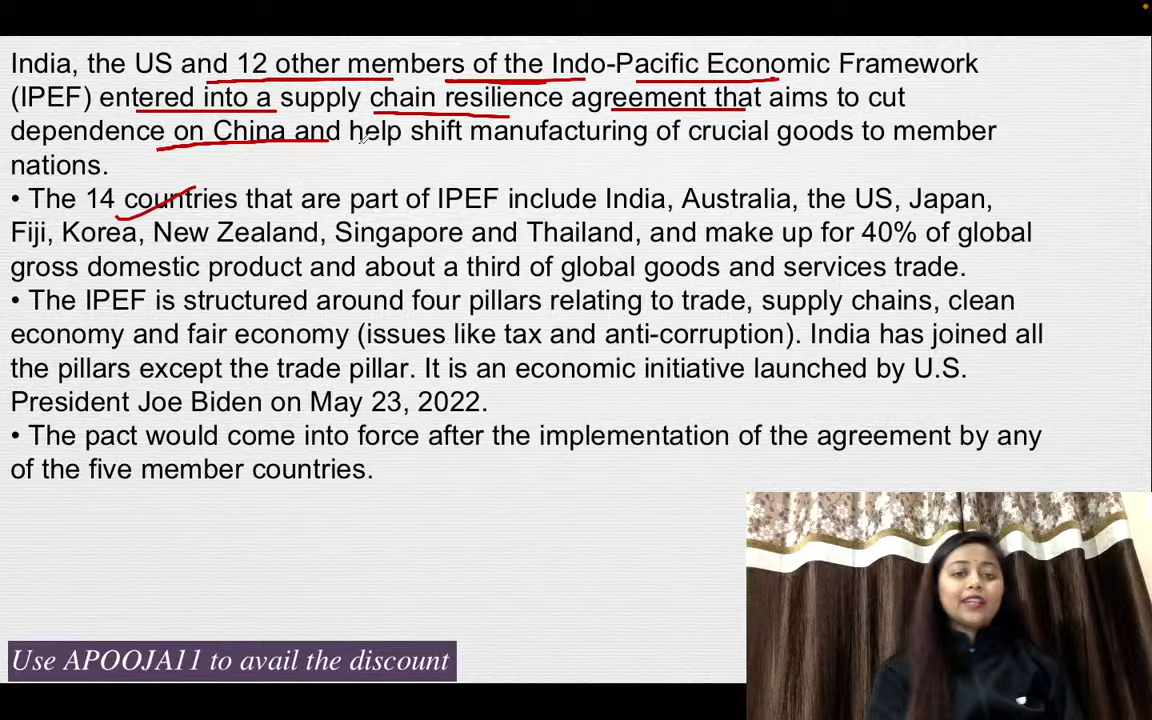 India, the US and 12 other members of the Indo-Pacific Economic Framework
(IPEF) entered into a supply chain resilience agreement that aims to cut
dependence on China and help shift manufacturing of crucial goods to member
nations.
• The 14 countries that are part of IPEF include India, Australia, the US, Japan,
Fiji, Korea, New Zealand, Singapore and Thailand, and make up for 40% of global
gross domestic product and about a third of global goods and services trade.
• The IPEF is structured around four pillars relating to trade, supply chains, clean
economy and fair economy (issues like tax and anti-corruption). India has joined all
the pillars except the trade pillar. It is an economic initiative launched by U.S.
President Joe Biden on May 23, 2022.
• The pact would come into force after the implementation of the agreement by any
of the five member countries.
Use APOOJA11 to avail the discount